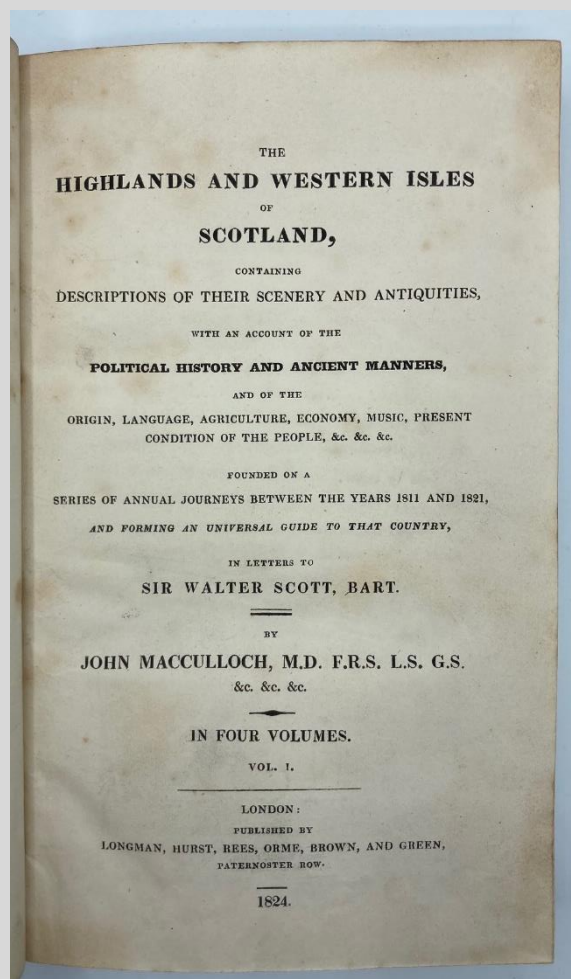 THE
HIGHLANDS AND WESTERN ISLES
OF
SCOTLAND,
CONTAINING
DESCRIPTIONS OF THEIR SCENERY AND ANTIQUITIES,
WITH AN ACCOUNT OF THE
POLITICAL HISTORY AND ANCIENT MANNERS,
AND OF THE
ORIGIN, LANGUAGE, AGRICULTURE, ECONOMY, MUSIC, PRESENT
CONDITION OF THE PEOPLE, &c. &c. &c.
FOUNDED ON A
SERIES OF ANNUAL JOURNEYS BETWEEN THE YEARS 1811 AND 1821,
AND FORMING AN UNIVERSAL GUIDE TO THAT COUNTRY,
IN LETTERS TO
SIR WALTER SCOTT, BART.
BY
JOHN MACCULLOCH, M.D. F.R.S. L.S. G.S.
&c. &c. &c.
IN FOUR VOLUMES.
VOL. I.
LONDON:
PUBLISHED BY
LONGMAN, HURST, REES, ORME, BROWN, AND GREEN,
PATERNOSTER ROW.
1824.